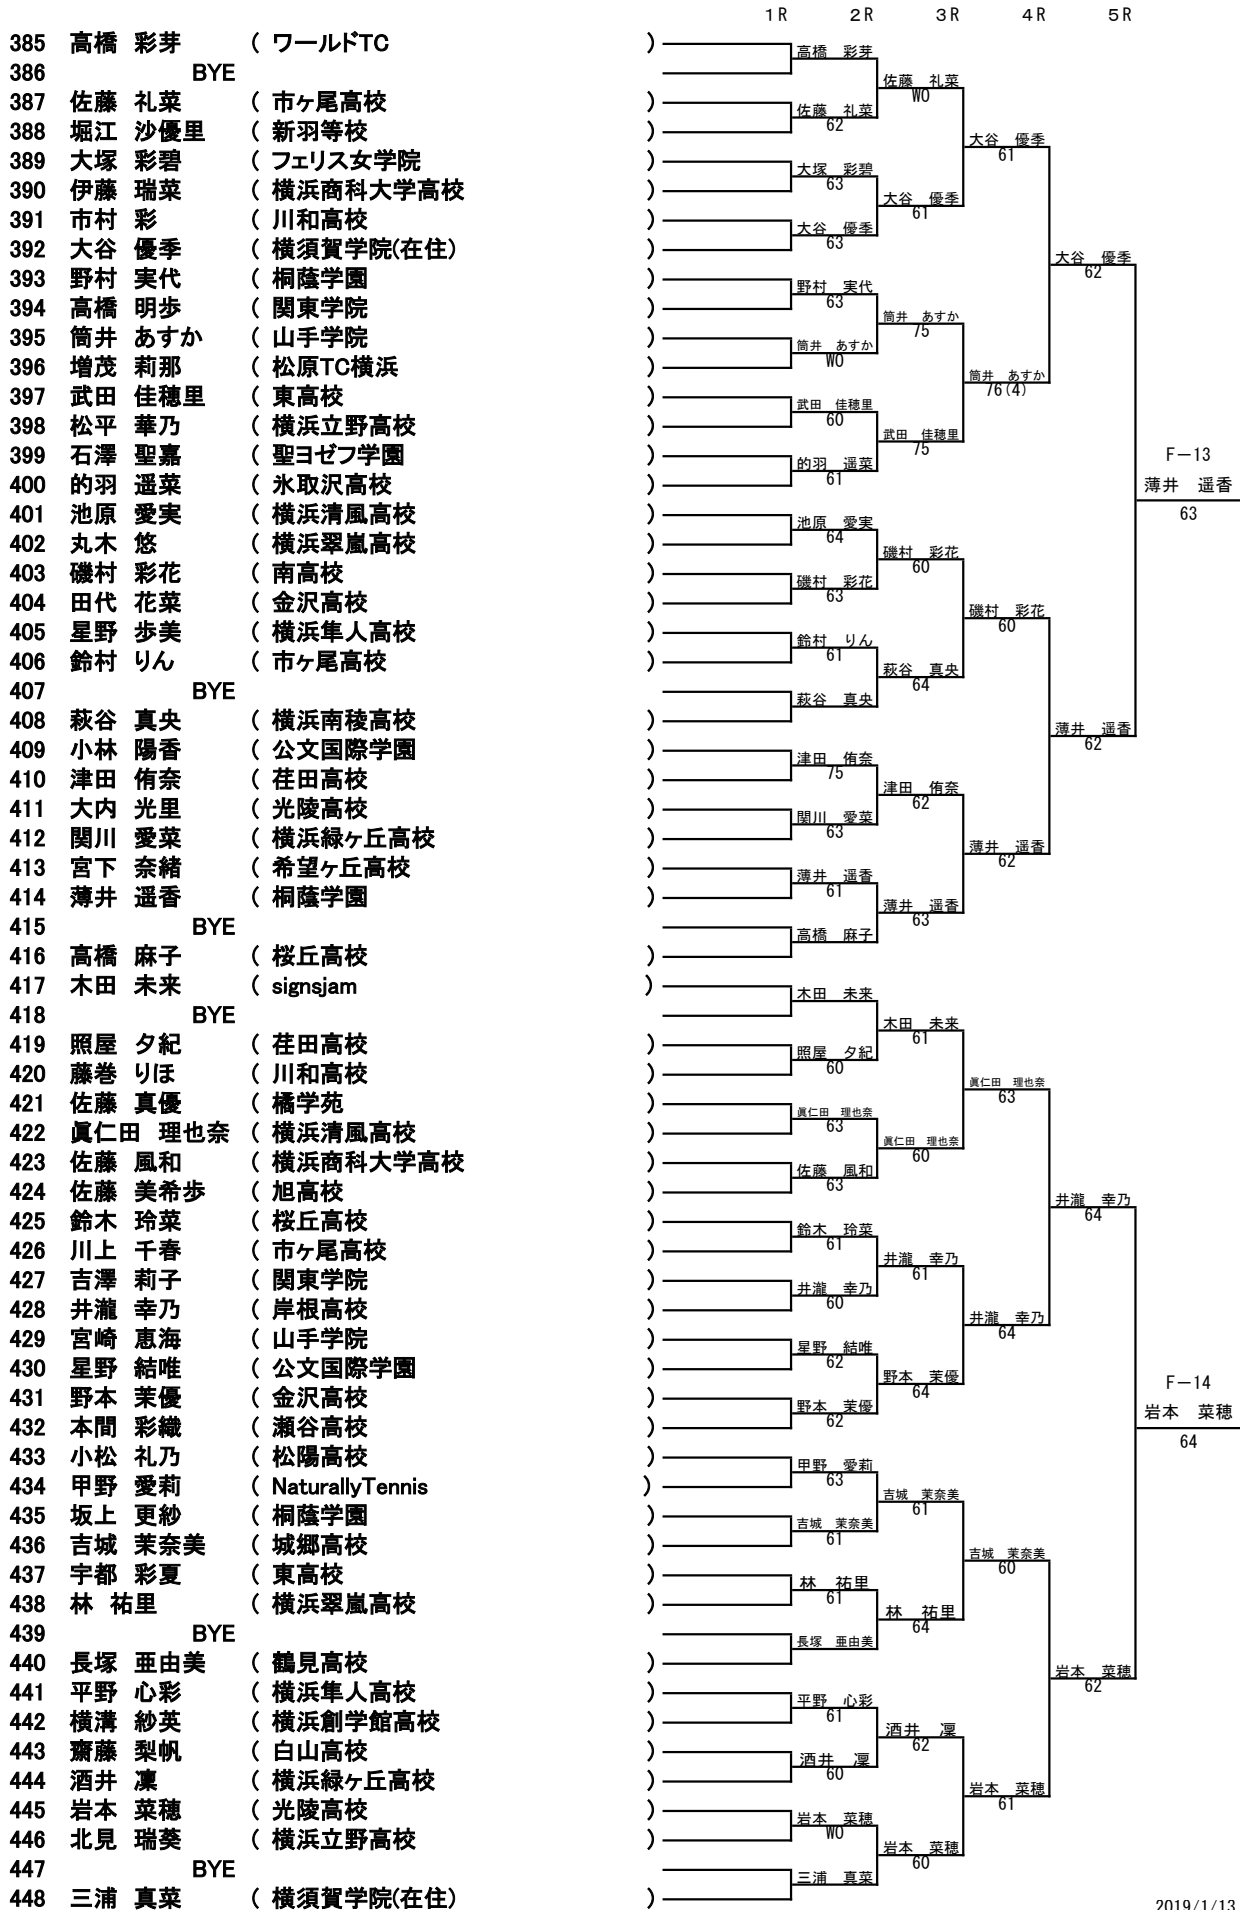 1R 2R 3R 4R 5R
385 高橋 彩芽 ( ワールドTC )
386 BYE
387 佐藤 礼菜 ( 市ヶ尾高校 )
388 堀江 沙優里 ( 新羽等校 )
389 大塚 彩碧 ( フェリス女学院 )
390 伊藤 瑞菜 ( 横浜商科大学高校 )
391 市村 彩 ( 川和高校 )
392 大谷 優季 ( 横須賀学院(在住) )
393 野村 実代 ( 桐蔭学園 )
394 高橋 明歩 ( 関東学院 )
395 筒井 あすか ( 山手学院 )
396 増茂 莉那 ( 松原TC横浜 )
397 武田 佳穂里 ( 東高校 )
398 松平 華乃 ( 横浜立野高校 )
399 石澤 聖嘉 ( 聖ヨゼフ学園 )
400 的羽 遥菜 ( 氷取沢高校 )
401 池原 愛実 ( 横浜清風高校 )
402 丸木 悠 ( 横浜翠嵐高校 )
403 磯村 彩花 ( 南高校 )
404 田代 花菜 ( 金沢高校 )
405 星野 歩美 ( 横浜隼人高校 )
406 鈴村 りん ( 市ヶ尾高校 )
407 BYE
408 萩谷 真央 ( 横浜南稜高校 )
409 小林 陽香 ( 公文国際学園 )
410 津田 侑奈 ( 荏田高校 )
411 大内 光里 ( 光陵高校 )
412 関川 愛菜 ( 横浜緑ヶ丘高校 )
413 宮下 奈緒 ( 希望ヶ丘高校 )
414 薄井 遥香 ( 桐蔭学園 )
415 BYE
416 高橋 麻子 ( 桜丘高校 )
417 木田 未来 ( signsjam )
418 BYE
419 照屋 夕紀 ( 荏田高校 )
420 藤巻 りほ ( 川和高校 )
421 佐藤 真優 ( 橘学苑 )
422 眞仁田 理也奈 ( 横浜清風高校 )
423 佐藤 風和 ( 横浜商科大学高校 )
424 佐藤 美希歩 ( 旭高校 )
425 鈴木 玲菜 ( 桜丘高校 )
426 川上 千春 ( 市ヶ尾高校 )
427 吉澤 莉子 ( 関東学院 )
428 井瀧 幸乃 ( 岸根高校 )
429 宮崎 恵海 ( 山手学院 )
430 星野 結唯 ( 公文国際学園 )
431 野本 茉優 ( 金沢高校 )
432 本間 彩織 ( 瀬谷高校 )
433 小松 礼乃 ( 松陽高校 )
434 甲野 愛莉 ( NaturallyTennis )
435 坂上 更紗 ( 桐蔭学園 )
436 吉城 茉奈美 ( 城郷高校 )
437 宇都 彩夏 ( 東高校 )
438 林 祐里 ( 横浜翠嵐高校 )
439 BYE
440 長塚 亜由美 ( 鶴見高校 )
441 平野 心彩 ( 横浜隼人高校 )
442 横溝 紗英 ( 横浜創学館高校 )
443 齋藤 梨帆 ( 白山高校 )
444 酒井 凜 ( 横浜緑ヶ丘高校 )
445 岩本 菜穂 ( 光陵高校 )
446 北見 瑞葵 ( 横浜立野高校 )
447 BYE
448 三浦 真菜 ( 横須賀学院(在住) )
高橋 彩芽
佐藤 礼菜
62
大塚 彩碧
63
大谷 優季
63
野村 実代
63
筒井 あすか
WO
武田 佳穂里
60
的羽 遥菜
61
池原 愛実
64
磯村 彩花
63
鈴村 りん
61
萩谷 真央
津田 侑奈
75
関川 愛菜
63
薄井 遥香
61
高橋 麻子
木田 未来
照屋 夕紀
60
眞仁田 理也奈
63
佐藤 風和
63
鈴木 玲菜
61
井瀧 幸乃
60
星野 結唯
62
野本 茉優
62
甲野 愛莉
63
吉城 茉奈美
61
林 祐里
61
長塚 亜由美
平野 心彩
61
酒井 凜
60
岩本 菜穂
WO
三浦 真菜
佐藤 礼菜
WO
大谷 優季
61
筒井 あすか
75
武田 佳穂里
75
磯村 彩花
60
萩谷 真央
64
津田 侑奈
62
薄井 遥香
63
木田 未来
61
眞仁田 理也奈
60
井瀧 幸乃
61
野本 茉優
64
吉城 茉奈美
61
林 祐里
64
酒井 凜
62
岩本 菜穂
60
大谷 優季
61
筒井 あすか
76(4)
磯村 彩花
60
薄井 遥香
62
眞仁田 理也奈
63
井瀧 幸乃
64
吉城 茉奈美
60
岩本 菜穂
61
大谷 優季
62
薄井 遥香
62
井瀧 幸乃
64
岩本 菜穂
62
F－13
薄井 遥香
63
F－14
岩本 菜穂
64
2019/1/13